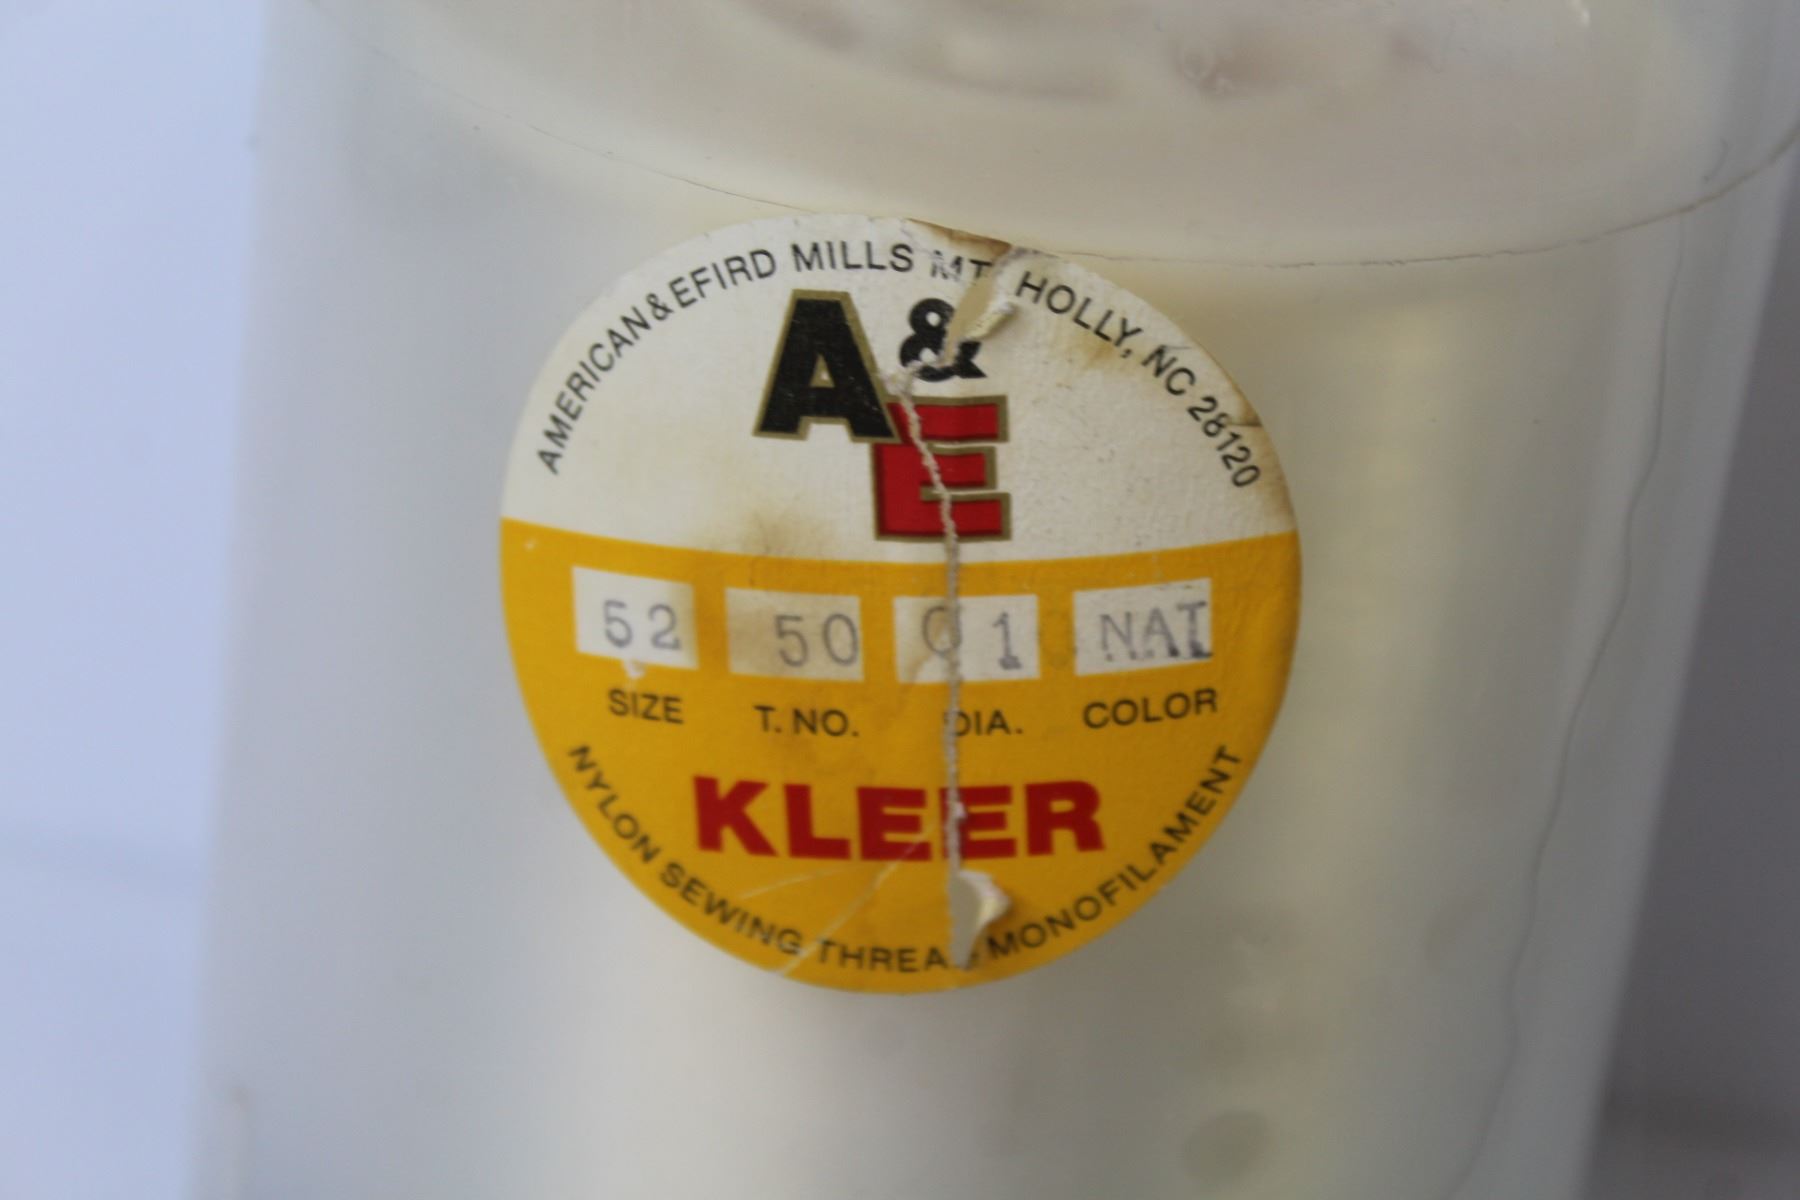 AMERICAN & EFIRD MILLS MT. HOLLY, NC 28120
A&E
52 50 01 NAT
SIZE T. NO. DIA. COLOR
KLEER
NYLON SEWING THREAD MONOFILAMENT